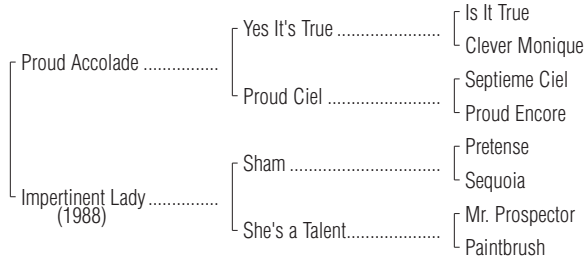 Is It True
Yes It's True ..................
Clever Monique
Proud Accolade ................
Septieme Ciel
Proud Ciel ........................
Proud Encore
Pretense
Sham ................................
Sequoia
Impertinent Lady ...............
(1988)
Mr. Prospector
She's a Talent...................
Paintbrush